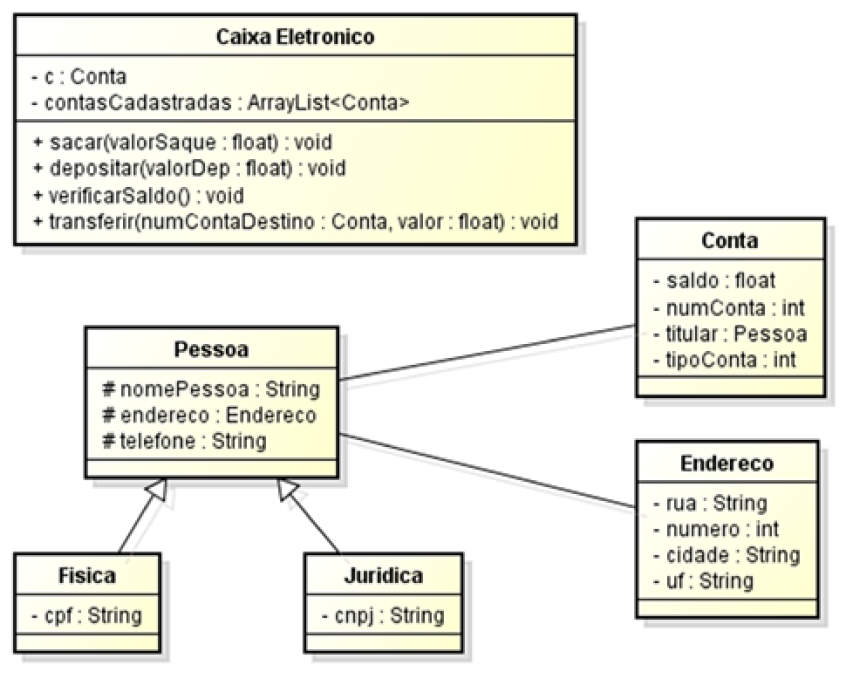 Caixa Eletronico
- c : Conta
- contasCadastradas : ArrayList<Conta>
+ sacar(valorSaque : float) : void
+ depositar(valorDep : float) : void
+ verificarSaldo() : void
+ transferir(numContaDestino : Conta, valor : float) : void
Conta
- saldo : float
- numConta : int
- titular : Pessoa
- tipoConta : int
Pessoa
# nomePessoa : String
# endereco : Endereco
# telefone : String
Endereco
- rua : String
- numero : int
- cidade : String
- uf : String
Fisica
- cpf : String
Juridica
- cnpj : String